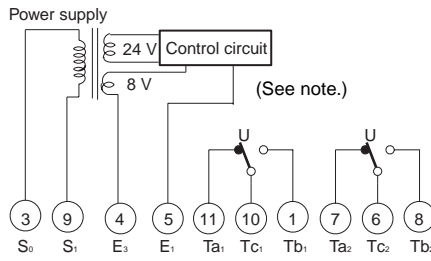 Power supply
24 V
Control circuit
8 V
(See note.)
U
U
3 9 4 5 11 10 1 7 6 8
S₀ S₁ E₃ E₁ Ta₁ Tc₁ Tb₁ Ta₂ Tc₂ Tb₂